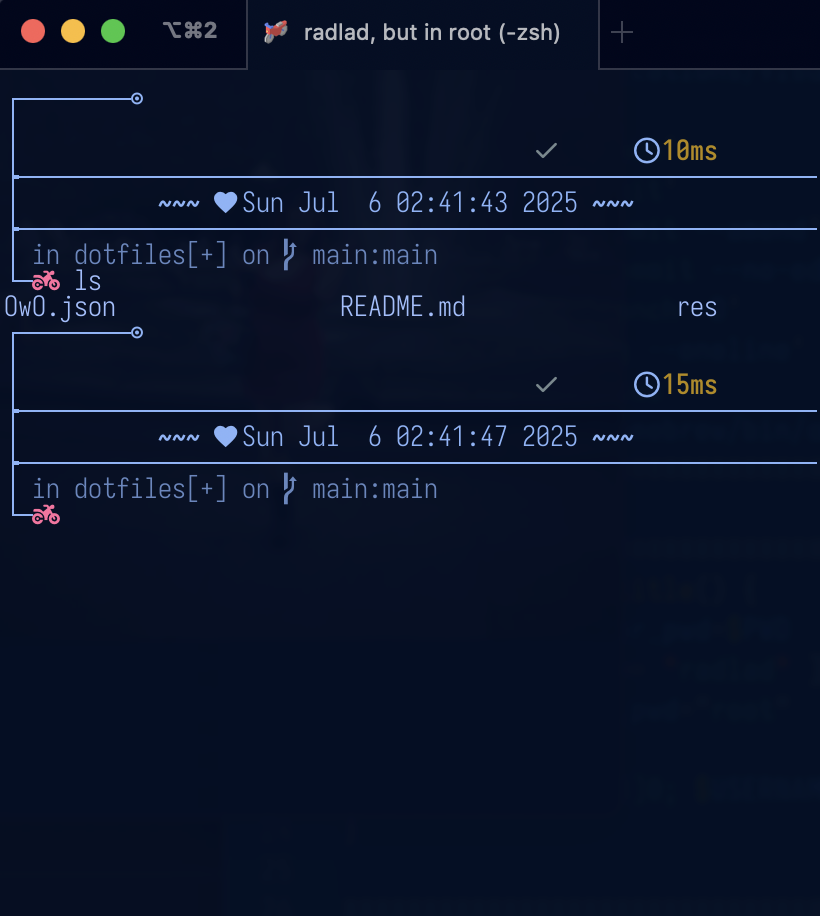 ⌥⌘2 radlad, but in root (-zsh)
10ms
~~~ ♥Sun Jul  6 02:41:43 2025 ~~~
in dotfiles[+] on main:main
ls
OwO.json README.md res
15ms
~~~ ♥Sun Jul  6 02:41:47 2025 ~~~
in dotfiles[+] on main:main